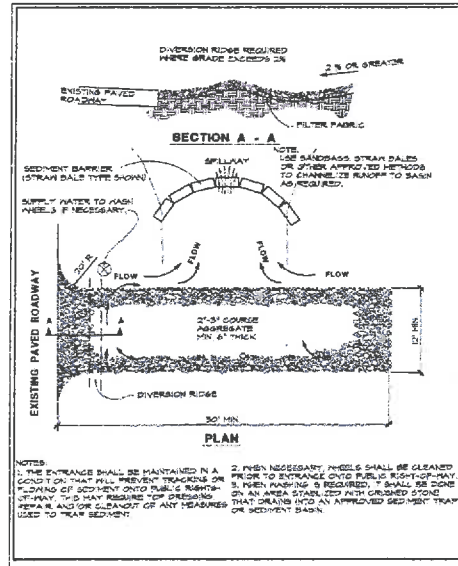 DIVERSION RIDGE REQUIRED
WHERE GRADE EXCEEDS 2%
2 % OR GREATER
EXISTING PAVED
ROADWAY
FILTER FABRIC
SECTION A - A
SPILLWAY
NOTE:
USE SANDBAGS, STRAW BALES
OR OTHER APPROVED METHODS
TO CHANNELIZE RUNOFF TO BASIN
AS REQUIRED.
SEDIMENT BARRIER
(STRAW BALE TYPE SHOWN)
SUPPLY WATER TO WASH
WHEELS IF NECESSARY
FLOW
FLOW
FLOW
FLOW
20' R.
A
A
2"-3" COURSE
AGGREGATE
MIN. 6" THICK
12' MIN
EXISTING PAVED ROADWAY
DIVERSION RIDGE
50' MIN.
PLAN
NOTES:
1. THE ENTRANCE SHALL BE MAINTAINED IN A
CONDITION THAT WILL PREVENT TRACKING OR
FLOWING OF SEDIMENT ONTO PUBLIC RIGHTS-
OF-WAY. THIS MAY REQUIRE TOP DRESSING,
REPAIR AND/OR CLEANOUT OF ANY MEASURES
USED TO TRAP SEDIMENT.
2. WHEN NECESSARY, WHEELS SHALL BE CLEANED
PRIOR TO ENTRANCE ONTO PUBLIC RIGHT-OF-WAY.
3. WHEN WASHING IS REQUIRED, IT SHALL BE DONE
ON AN AREA STABILIZED WITH CRUSHED STONE
THAT DRAINS INTO AN APPROVED SEDIMENT TRAP
OR SEDIMENT BASIN.